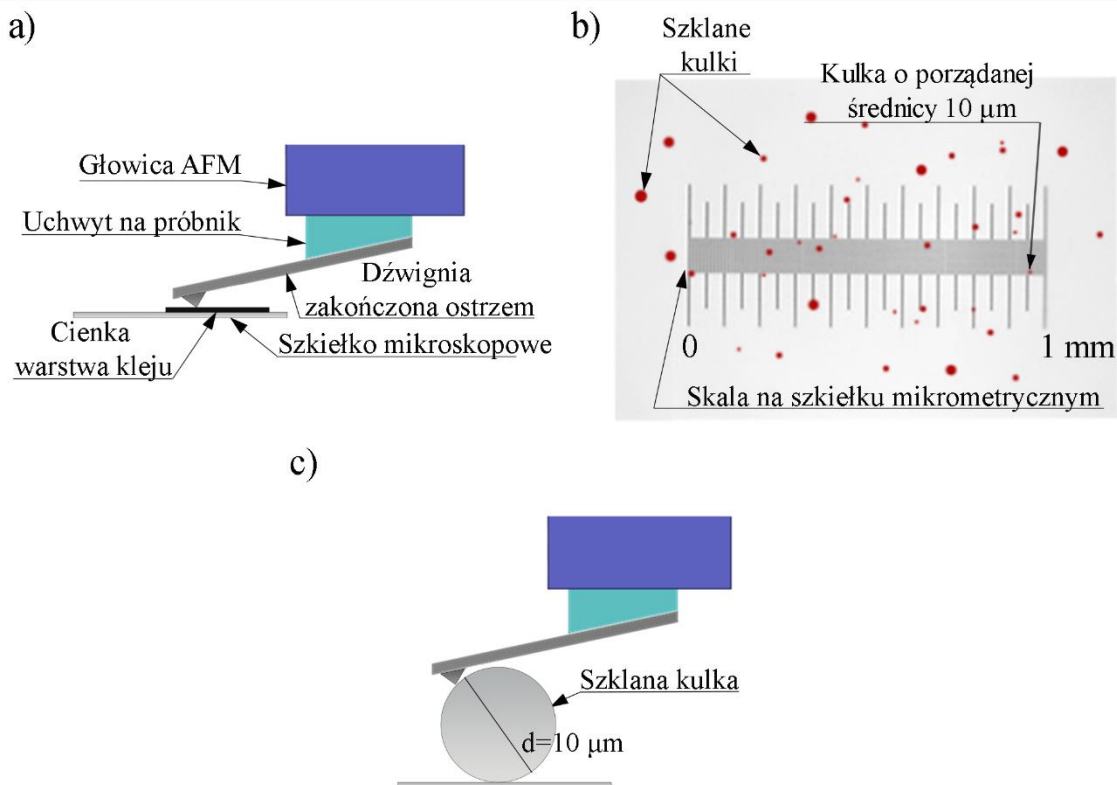 a)
Głowica AFM
Uchwyt na próbnik
Dźwignia
zakończona ostrzem
Cienka
warstwa kleju
Szkiełko mikroskopowe
b)
Szklane
kulki
Kulka o porządanej
średnicy 10 µm
0
1 mm
Skala na szkiełku mikrometrycznym
c)
Szklana kulka
d=10 µm